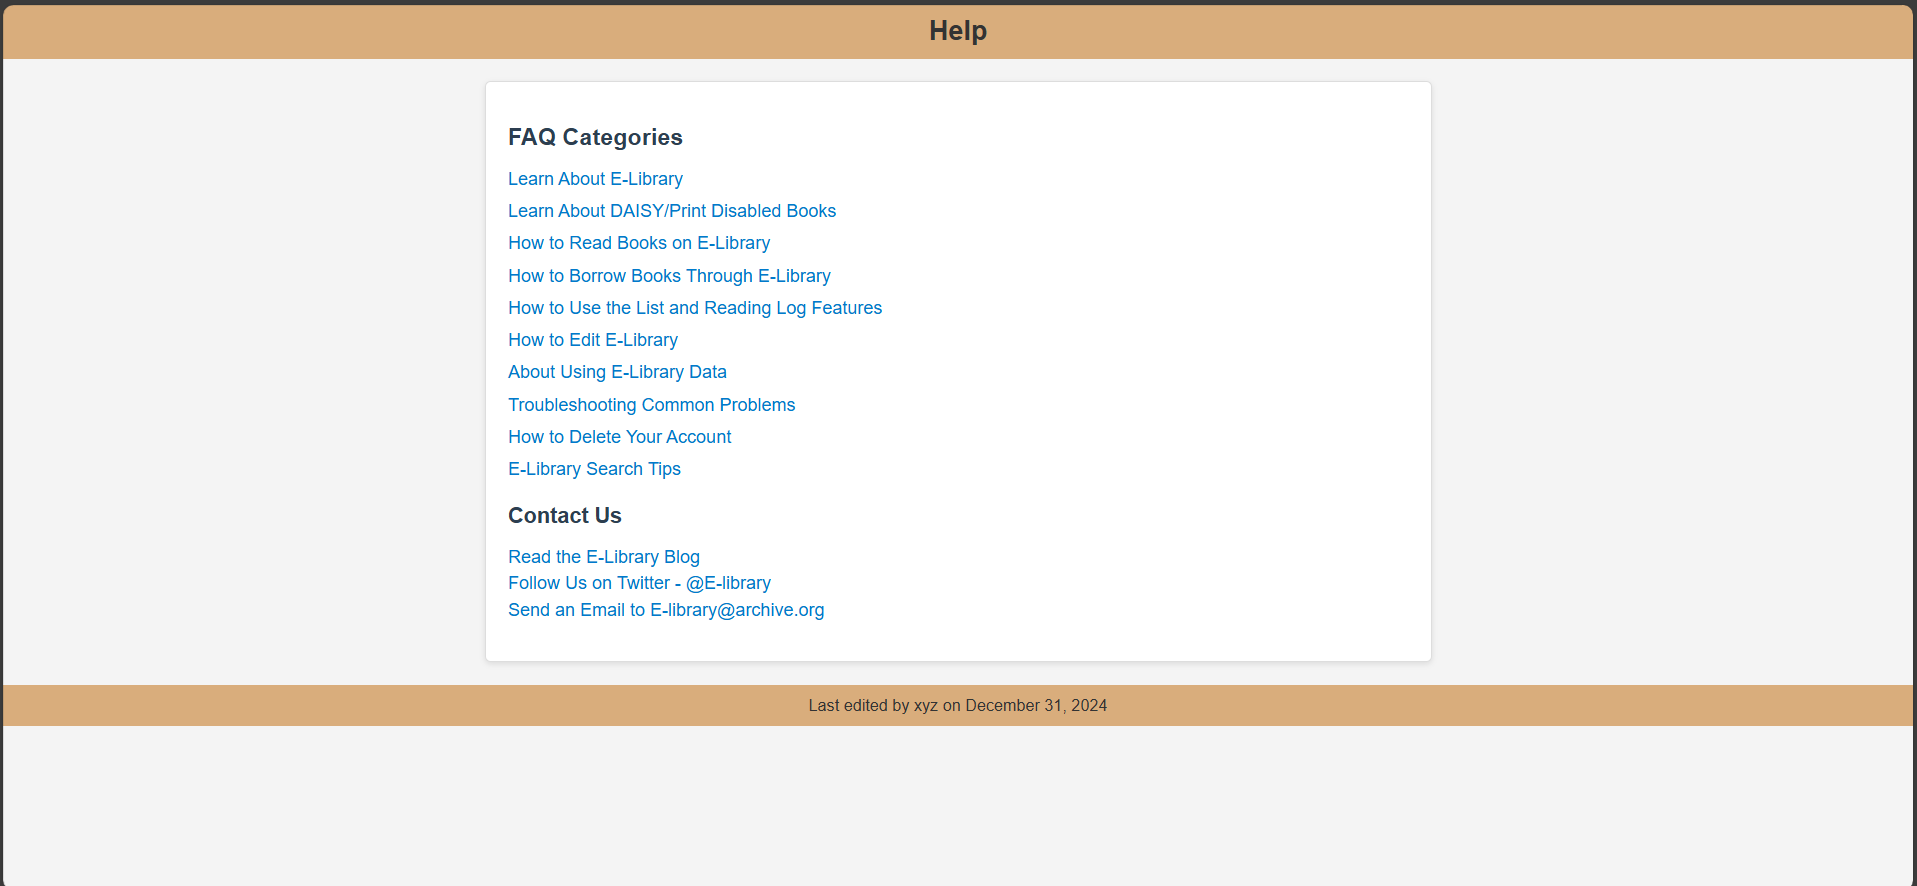 Help
FAQ Categories
Learn About E-Library
Learn About DAISY/Print Disabled Books
How to Read Books on E-Library
How to Borrow Books Through E-Library
How to Use the List and Reading Log Features
How to Edit E-Library
About Using E-Library Data
Troubleshooting Common Problems
How to Delete Your Account
E-Library Search Tips
Contact Us
Read the E-Library Blog
Follow Us on Twitter - @E-library
Send an Email to E-library@archive.org
Last edited by xyz on December 31, 2024